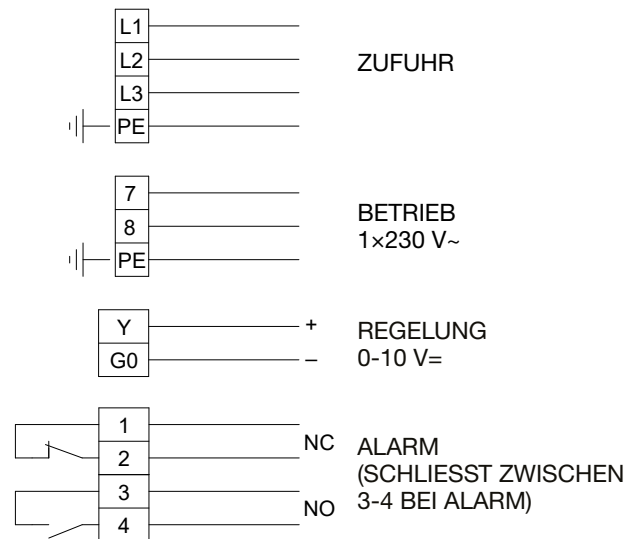 L1
L2
L3
PE
ZUFUHR
7
8
PE
BETRIEB
1×230 V~
Y +
G0 –
REGELUNG
0-10 V=
1
2
NC
3
4
NO
ALARM
(SCHLIESST ZWISCHEN
3-4 BEI ALARM)